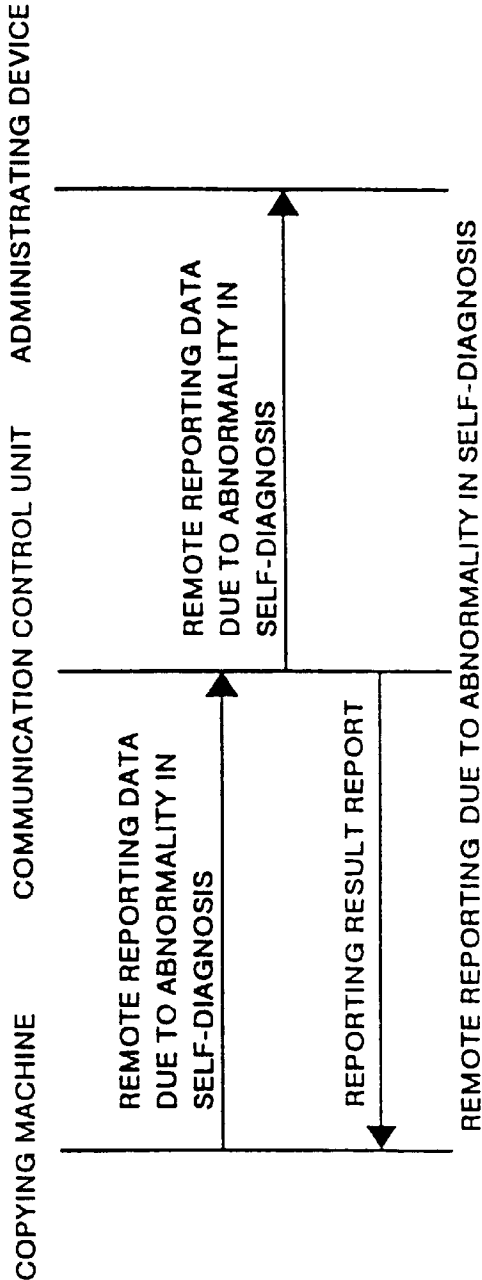 COPYING MACHINE
COMMUNICATION CONTROL UNIT
ADMINISTRATING DEVICE
REMOTE REPORTING DATA
DUE TO ABNORMALITY IN
SELF-DIAGNOSIS
REMOTE REPORTING DATA
DUE TO ABNORMALITY IN
SELF-DIAGNOSIS
REPORTING RESULT REPORT
REMOTE REPORTING DUE TO ABNORMALITY IN SELF-DIAGNOSIS